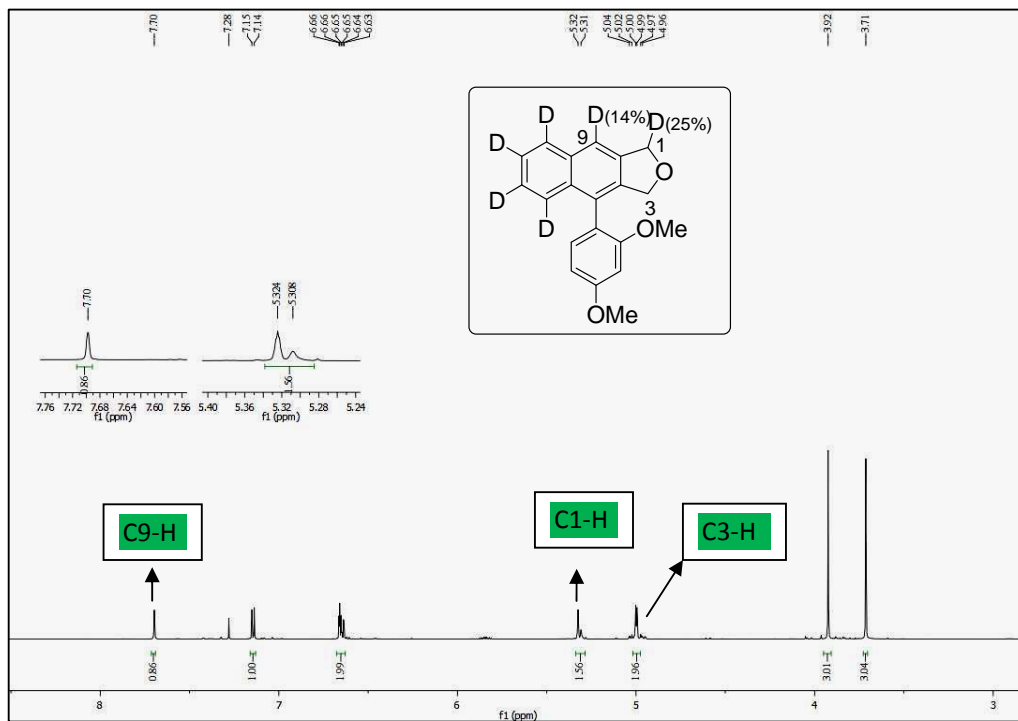 7.70
7.28
7.15
7.14
6.66
6.66
6.65
6.65
6.64
6.63
5.32
5.31
5.04
5.02
5.00
4.99
4.97
4.96
3.92
3.71
D D D(14%) D(25%)
9 1
D O
D 3
D OMe
OMe
7.70
5.324
5.308
0.86
1.56
7.76 7.72 7.68 7.64 7.60 7.56
f1 (ppm)
5.40 5.36 5.32 5.28 5.24
f1 (ppm)
C9-H
C1-H
C3-H
0.86
1.00
1.99
1.56
1.96
3.01
3.04
8 7 6 5 4 3
f1 (ppm)